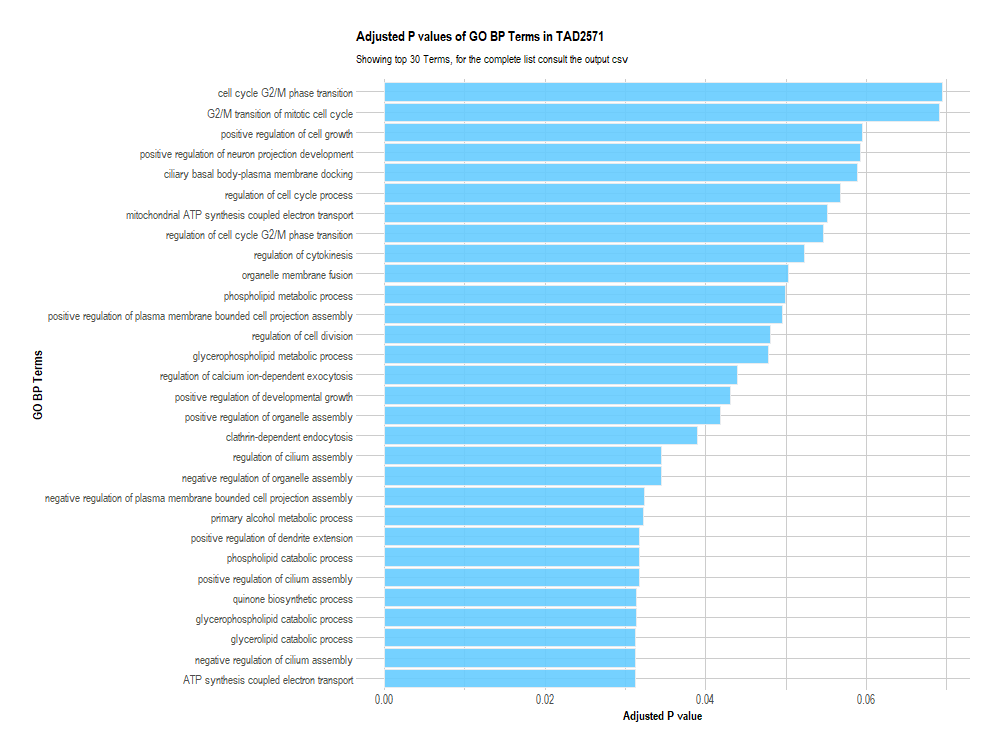 Adjusted P values of GO BP Terms in TAD2571
Showing top 30 Terms, for the complete list consult the output csv
cell cycle G2/M phase transition
G2/M transition of mitotic cell cycle
positive regulation of cell growth
positive regulation of neuron projection development
ciliary basal body-plasma membrane docking
regulation of cell cycle process
mitochondrial ATP synthesis coupled electron transport
regulation of cell cycle G2/M phase transition
regulation of cytokinesis
organelle membrane fusion
phospholipid metabolic process
positive regulation of plasma membrane bounded cell projection assembly
regulation of cell division
glycerophospholipid metabolic process
regulation of calcium ion-dependent exocytosis
positive regulation of developmental growth
positive regulation of organelle assembly
clathrin-dependent endocytosis
regulation of cilium assembly
negative regulation of organelle assembly
negative regulation of plasma membrane bounded cell projection assembly
primary alcohol metabolic process
positive regulation of dendrite extension
phospholipid catabolic process
positive regulation of cilium assembly
quinone biosynthetic process
glycerophospholipid catabolic process
glycerolipid catabolic process
negative regulation of cilium assembly
ATP synthesis coupled electron transport
GO BP Terms
0.00 0.02 0.04 0.06
Adjusted P value